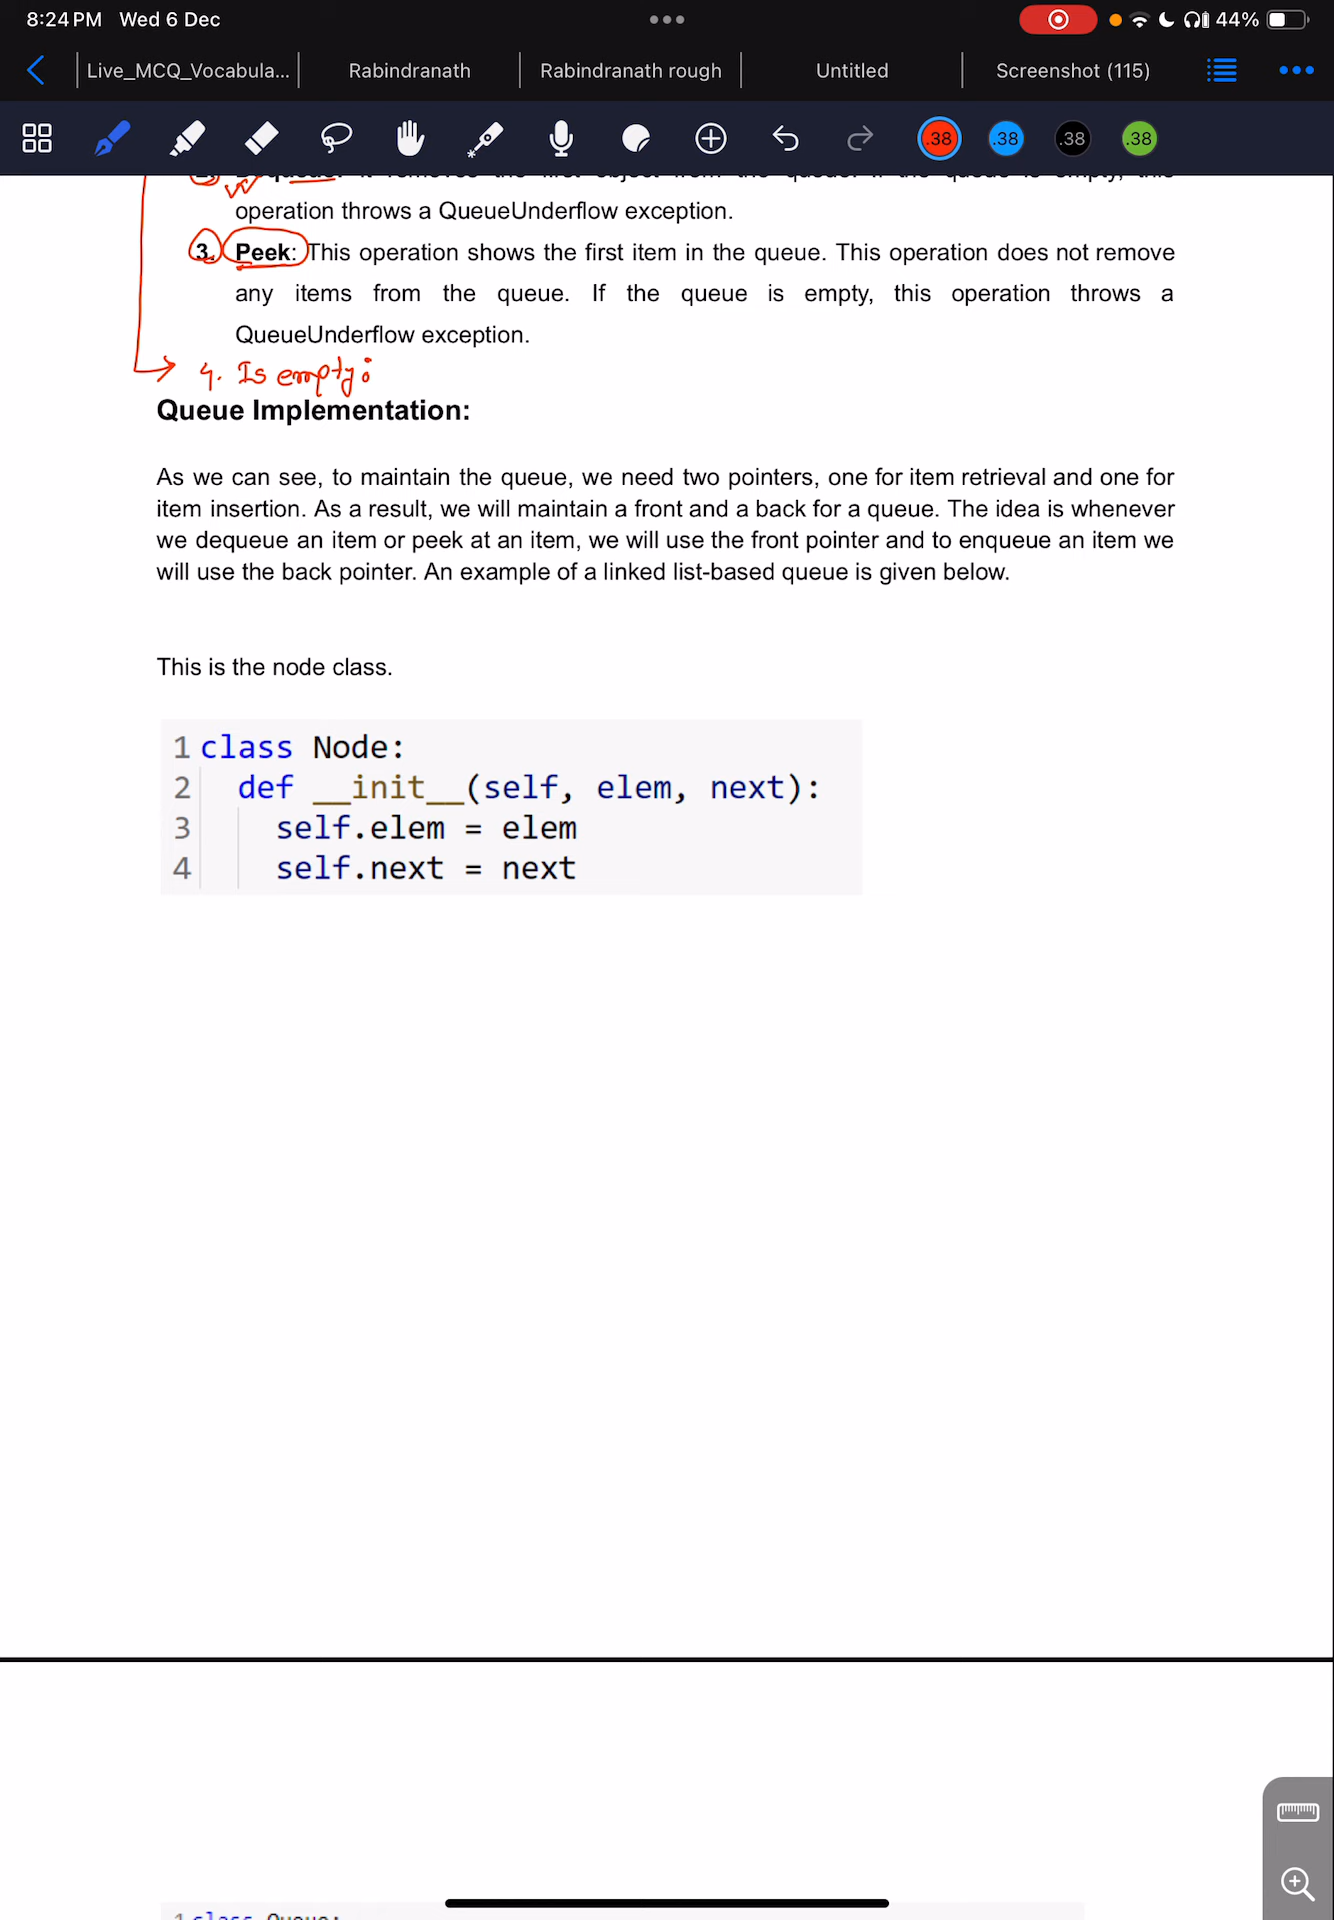 8:24 PM Wed 6 Dec
44%
Live_MCQ_Vocabula...
Rabindranath
Rabindranath rough
Untitled
Screenshot (115)
.38 .38 .38 .38
operation throws a QueueUnderflow exception.
3. Peek: This operation shows the first item in the queue. This operation does not remove
any items from the queue. If the queue is empty, this operation throws a
QueueUnderflow exception.
4. Is empty:
Queue Implementation:
As we can see, to maintain the queue, we need two pointers, one for item retrieval and one for
item insertion. As a result, we will maintain a front and a back for a queue. The idea is whenever
we dequeue an item or peek at an item, we will use the front pointer and to enqueue an item we
will use the back pointer. An example of a linked list-based queue is given below.
This is the node class.
1 class Node:
2 def __init__(self, elem, next):
3 self.elem = elem
4 self.next = next
1 class Queue: